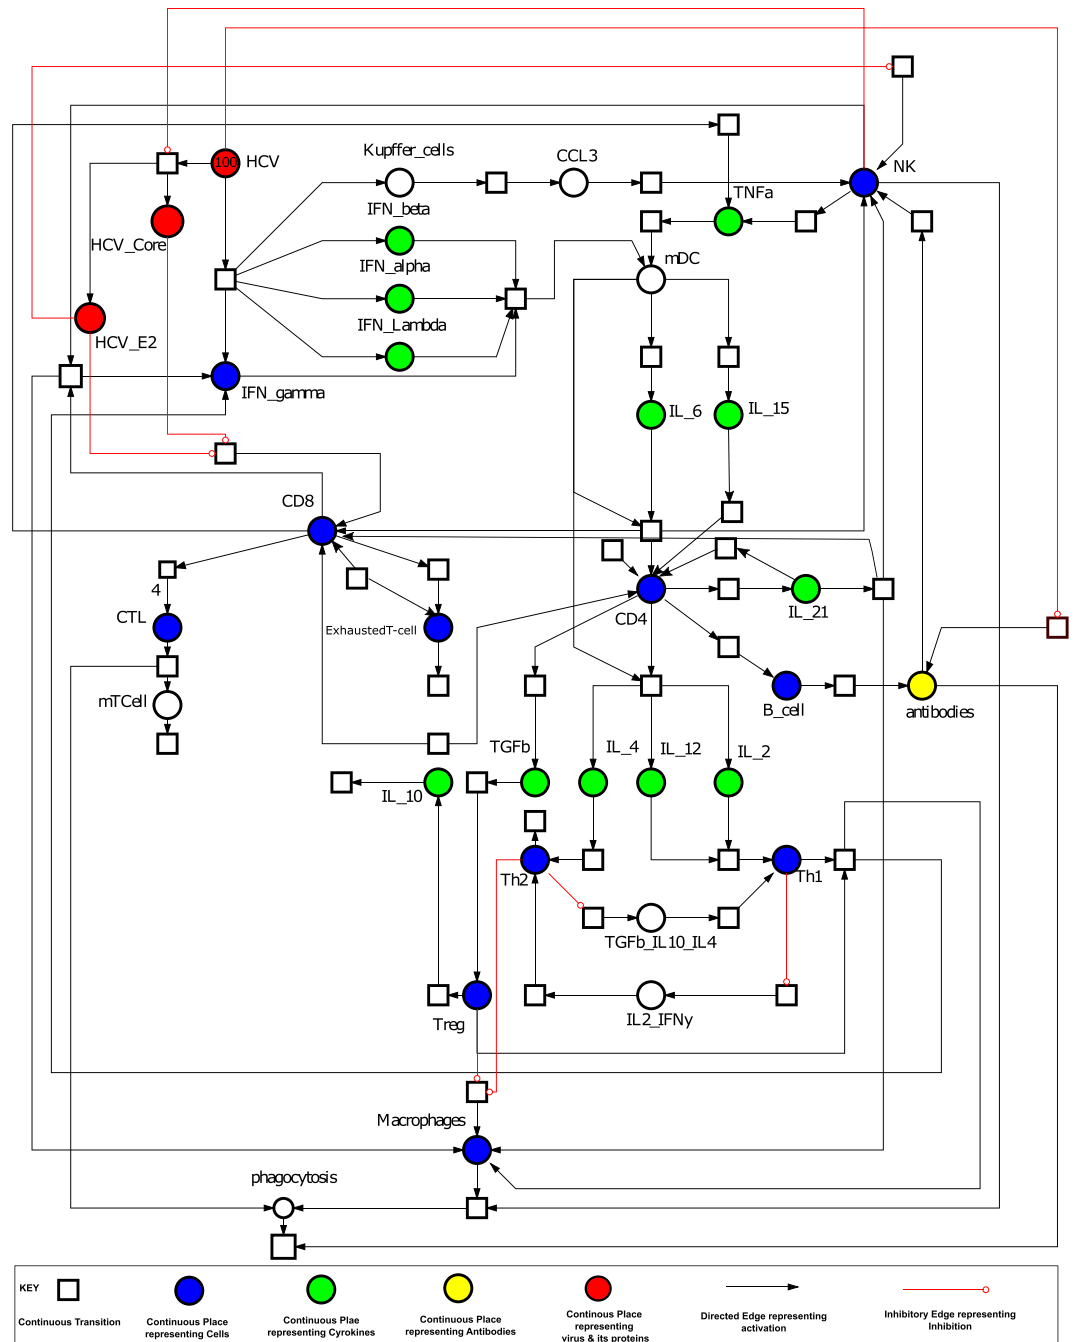 Kupffer_cells
CCL3
100
HCV
NK
TNFa
IFN_beta
HCV_Core
mDC
IFN_alpha
IFN_Lambda
HCV_E2
IFN_gamma
IL_6
IL_15
CD8
4
CTL
ExhaustedT-cell
CD4
IL_21
mTCell
B_cell
antibodies
TGFb
IL_4
IL_12
IL_2
IL_10
Th2
Th1
TGFb_IL10_IL4
Treg
IL2_IFNy
Macrophages
phagocytosis
KEY
Continuous Transition
Continuous Place
representing Cells
Continuous Plae
representing Cyrokines
Continuous Place
representing Antibodies
Continuous Place
representing
virus & its proteins
Directed Edge representing
activation
Inhibitory Edge representing
Inhibition